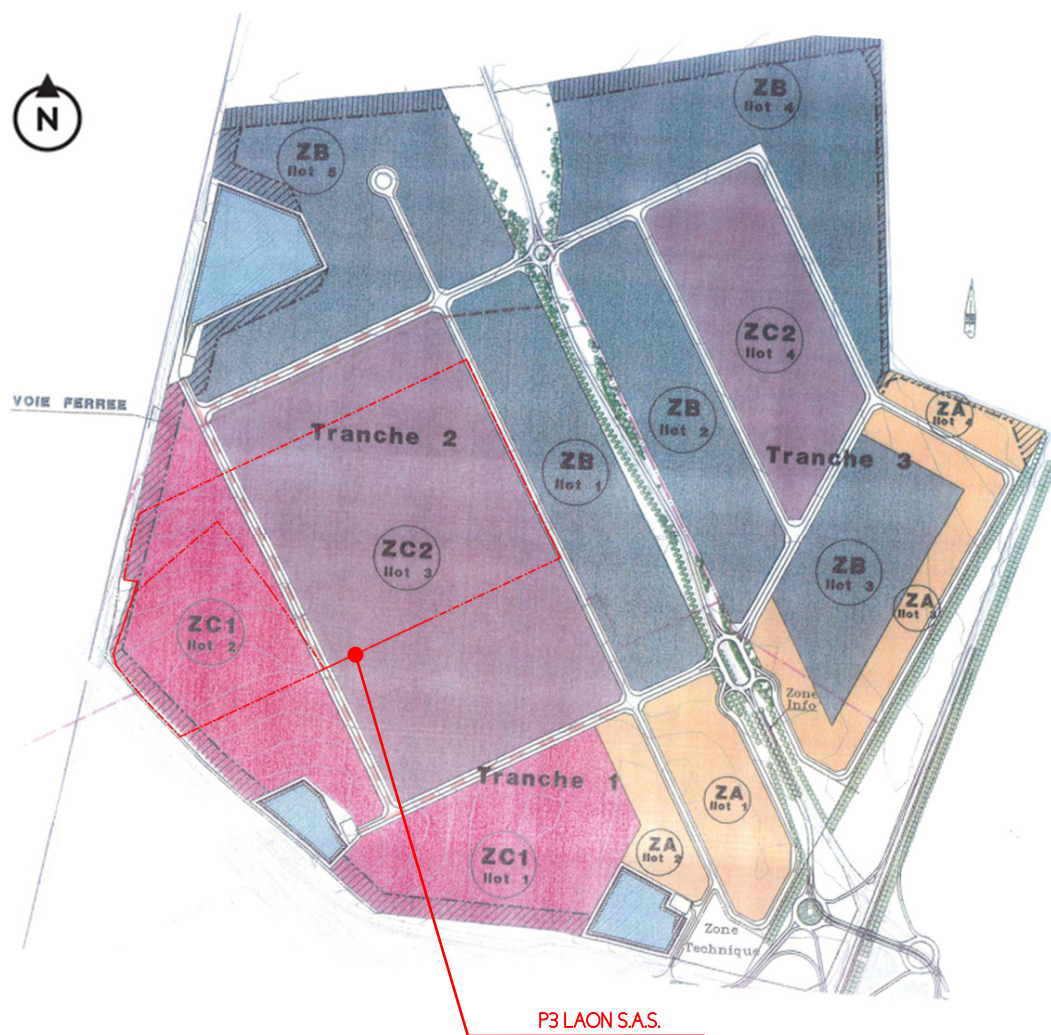 N
ZB
Ilot 4
ZB
Ilot 5
ZC2
Ilot 4
VOIE FERREE
ZA
Ilot 4
ZB
Ilot 2
Tranche 2
Tranche 3
ZB
Ilot 1
ZC2
Ilot 3
ZB
Ilot 3
ZA
Ilot 3
ZC1
Ilot 2
Zone
Info
Tranche 1
ZA
Ilot 1
ZA
Ilot 2
ZC1
Ilot 1
Zone
Technique
P3 LAON S.A.S.